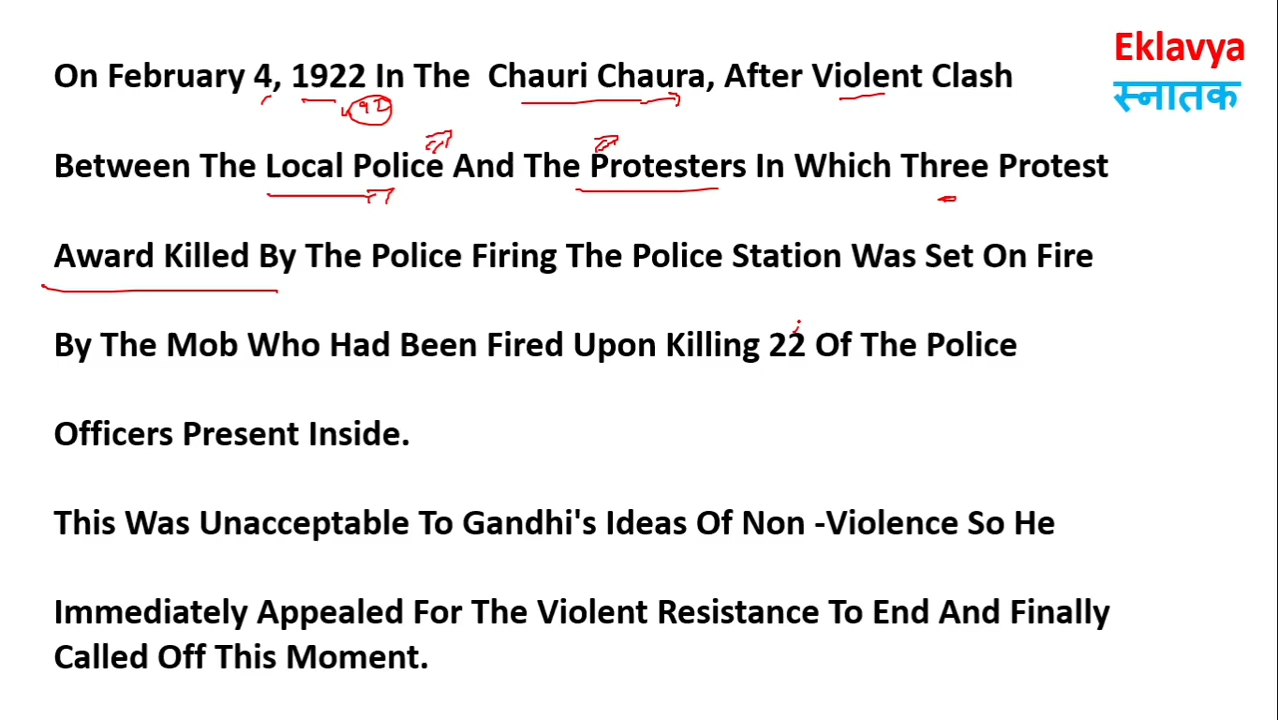 Eklavya
स्नातक
On February 4, 1922 In The Chauri Chaura, After Violent Clash
Between The Local Police And The Protesters In Which Three Protest
Award Killed By The Police Firing The Police Station Was Set On Fire
By The Mob Who Had Been Fired Upon Killing 22 Of The Police
Officers Present Inside.
This Was Unacceptable To Gandhi's Ideas Of Non -Violence So He
Immediately Appealed For The Violent Resistance To End And Finally
Called Off This Moment.